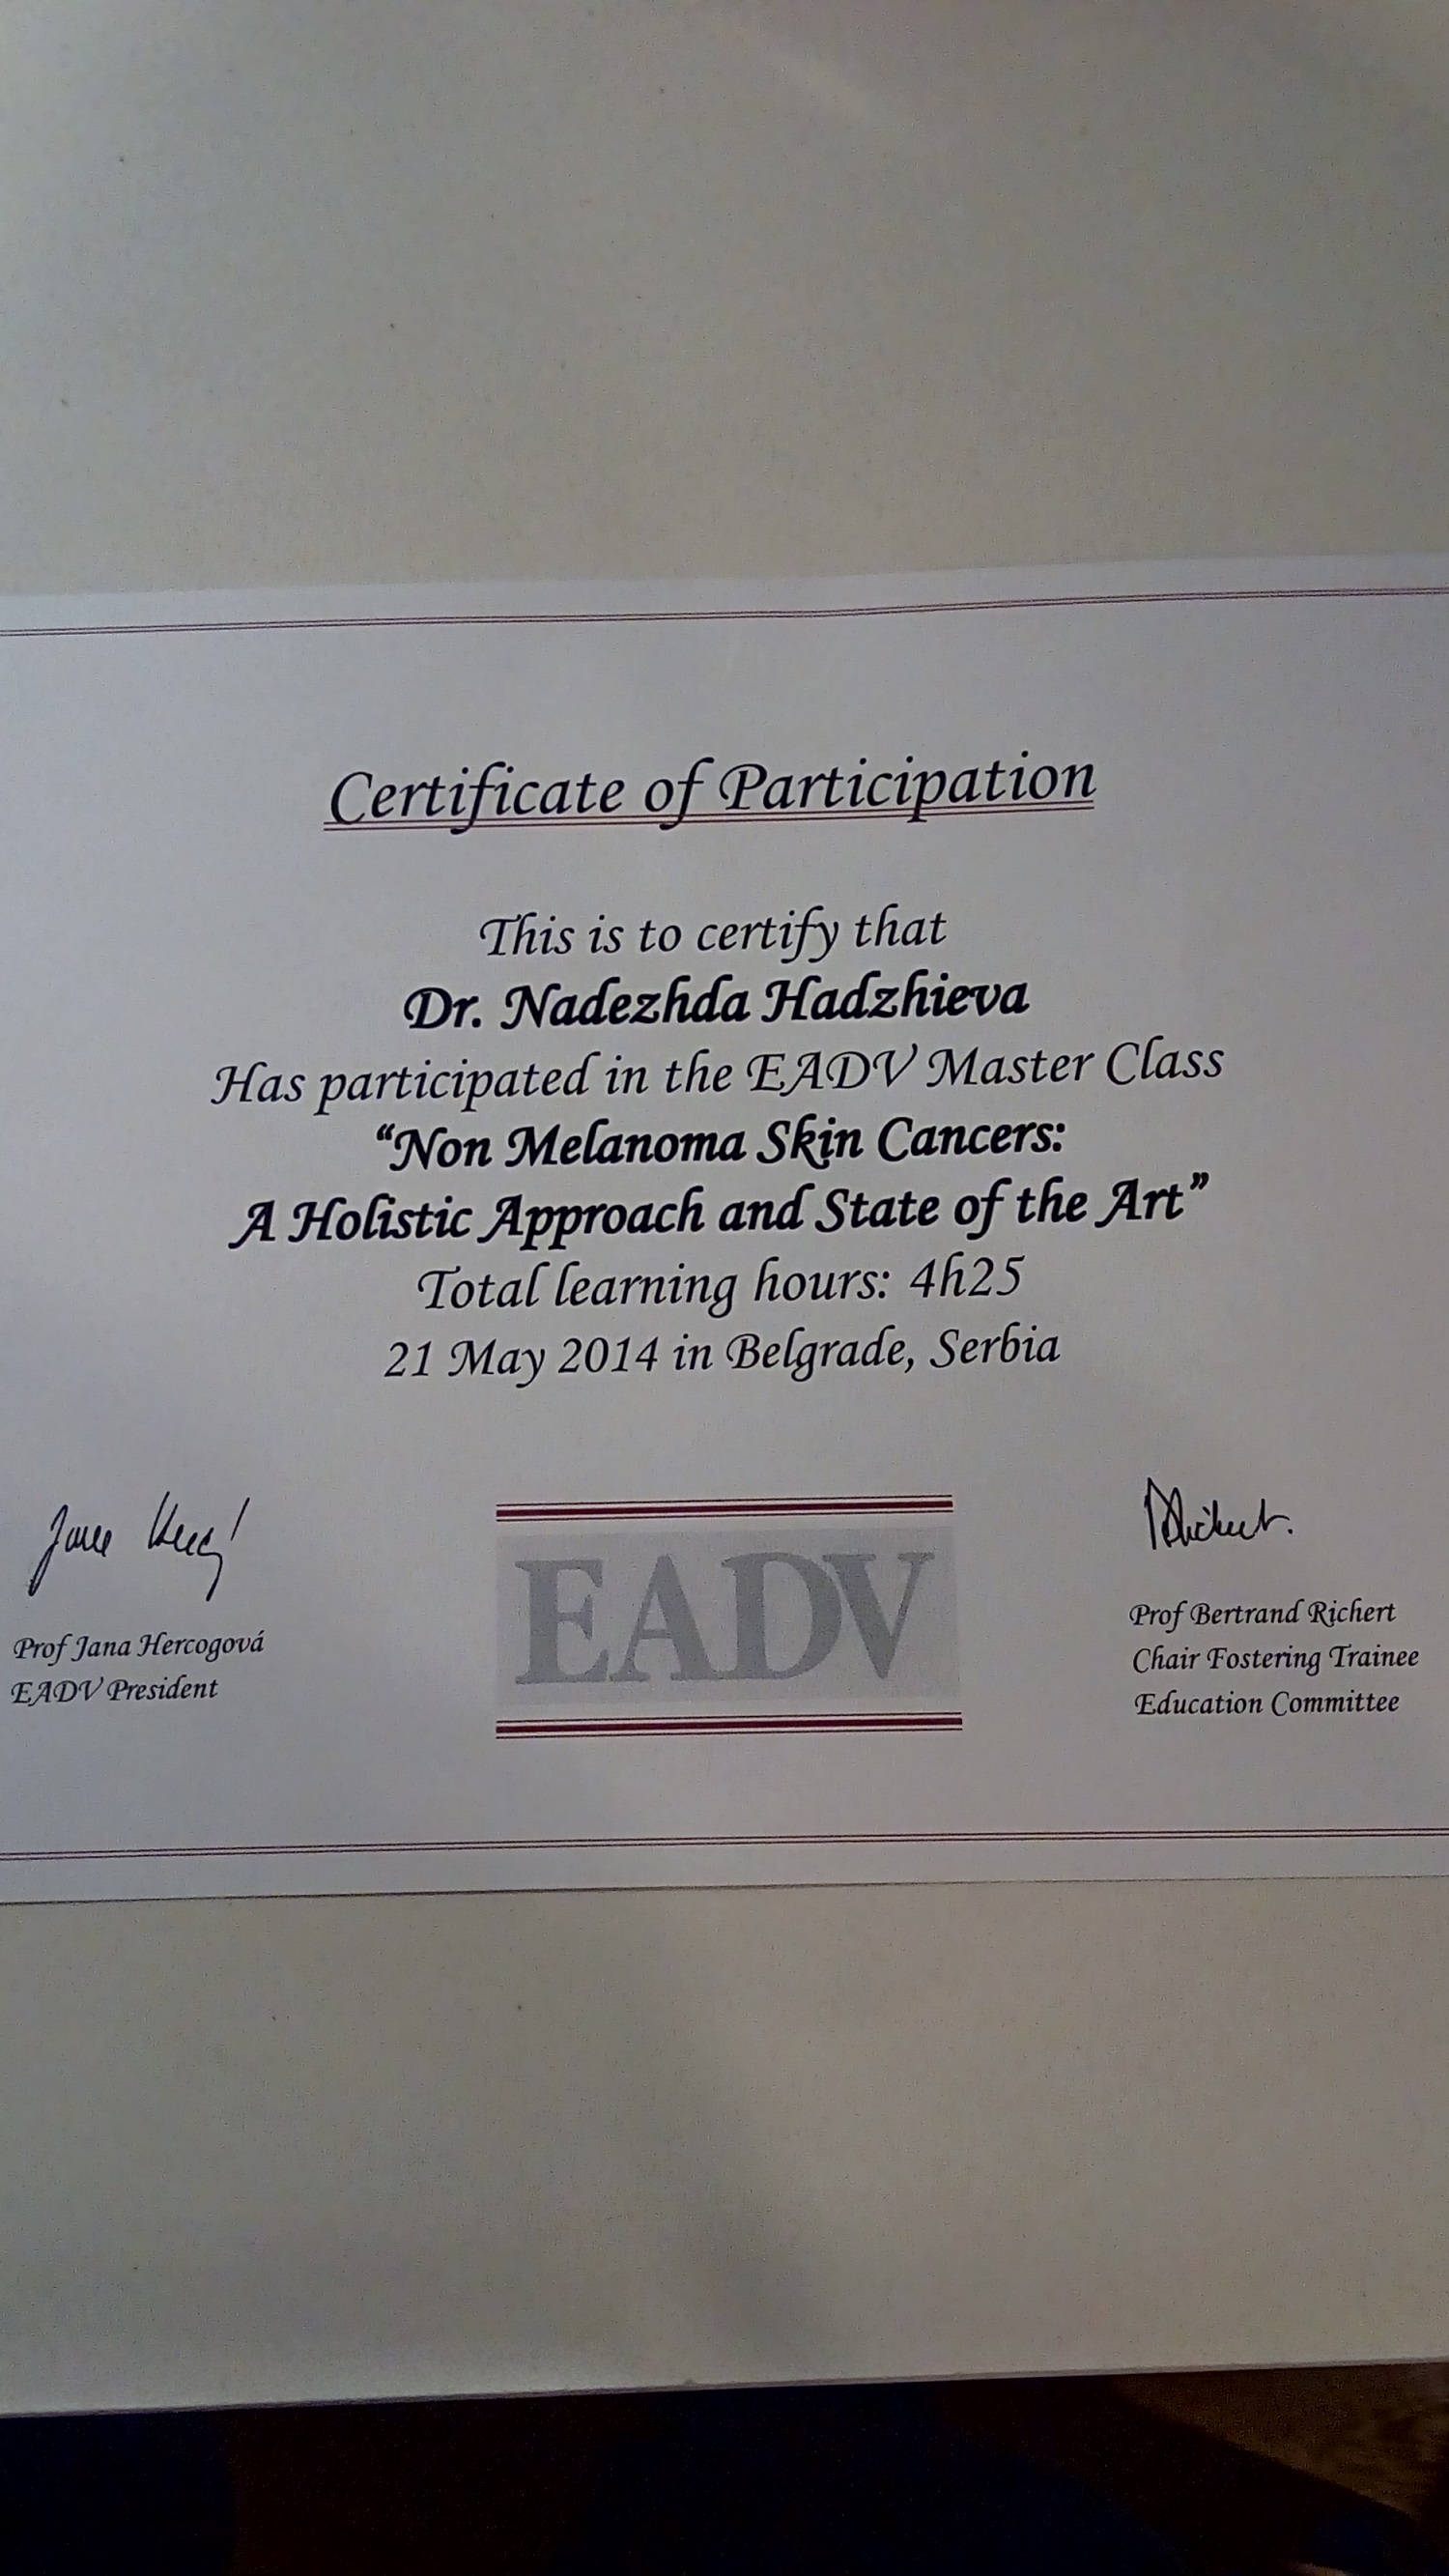 Certificate of Participation
This is to certify that
Dr. Nadezhda Hadzhieva
Has participated in the EADV Master Class
“Non Melanoma Skin Cancers:
A Holistic Approach and State of the Art”
Total learning hours: 4h25
21 May 2014 in Belgrade, Serbia
EADV
Prof Jana Hercogová
EADV President
Prof Bertrand Richert
Chair Fostering Trainee
Education Committee